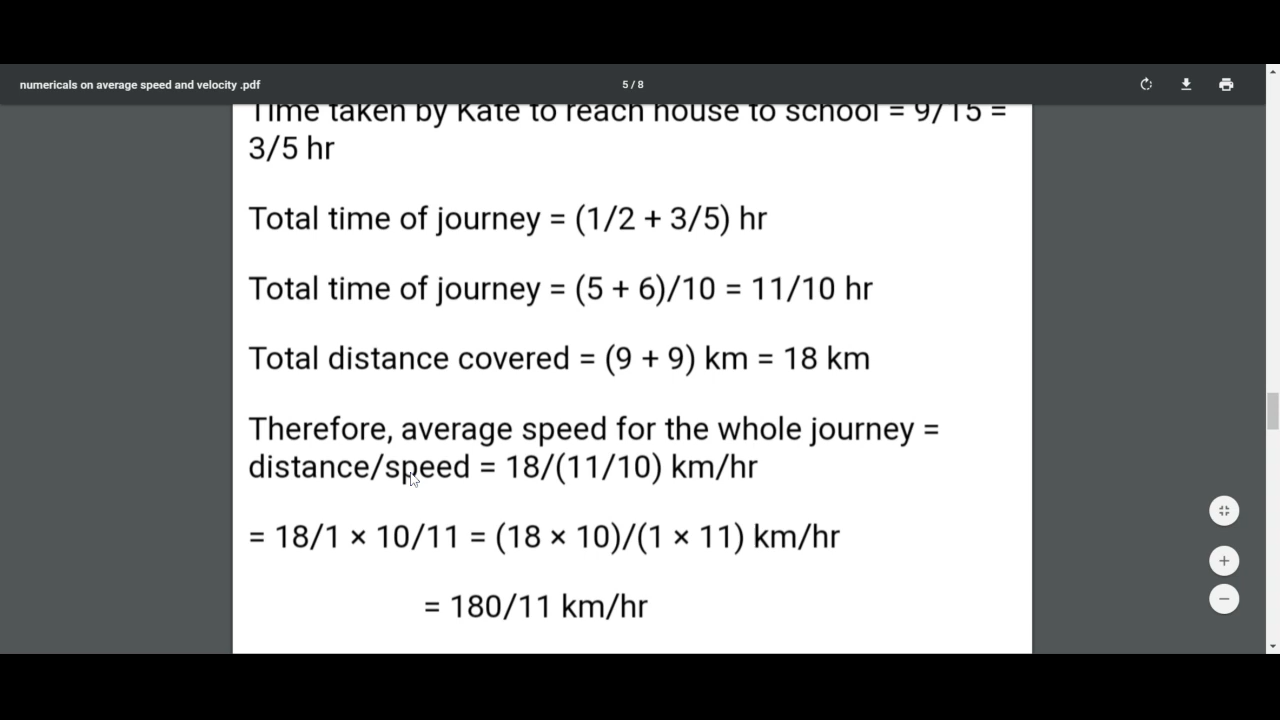 numericals on average speed and velocity .pdf
5 / 8
Time taken by Kate to reach house to school = 9/15 =
3/5 hr
Total time of journey = (1/2 + 3/5) hr
Total time of journey = (5 + 6)/10 = 11/10 hr
Total distance covered = (9 + 9) km = 18 km
Therefore, average speed for the whole journey =
distance/speed = 18/(11/10) km/hr
= 18/1 × 10/11 = (18 × 10)/(1 × 11) km/hr
= 180/11 km/hr